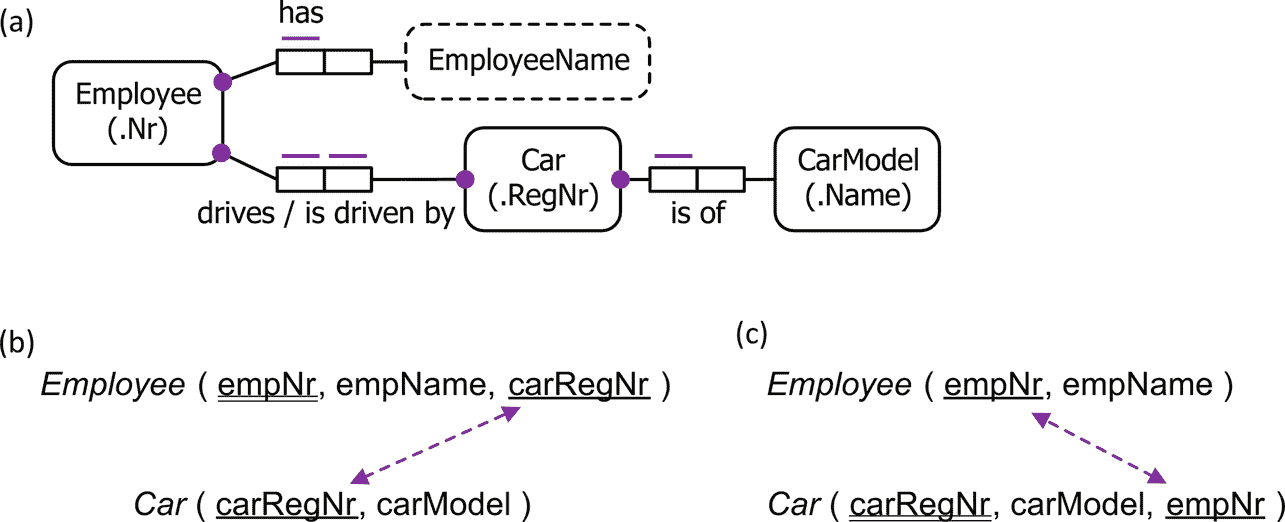 (a)
has
EmployeeName
Employee
(.Nr)
Car
(.RegNr)
CarModel
(.Name)
drives / is driven by
is of
(b)
Employee ( empNr, empName, carRegNr )
Car ( carRegNr, carModel )
(c)
Employee ( empNr, empName )
Car ( carRegNr, carModel, empNr )